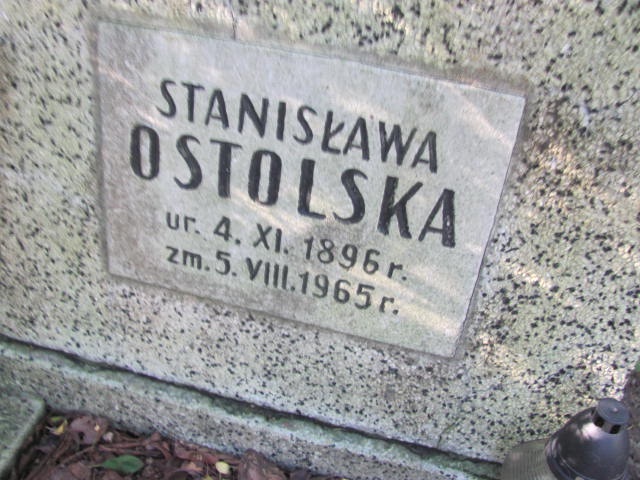 STANISŁAWA
OSTOLSKA
ur. 4. XI. 1896 r.
zm. 5. VIII. 1965 r.